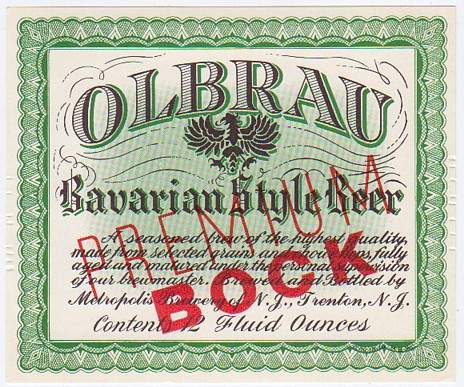 OLBRAU
Bavarian Style Beer
PREMIUM
BOCK
A seasoned brew of the highest quality,
made from selected grains and choice hops, fully
aged and matured under the personal supervision
of our brewmaster. Brewed and Bottled by
Metropolis Brewery of N.J., Trenton, N.J.
Contents 12 Fluid Ounces